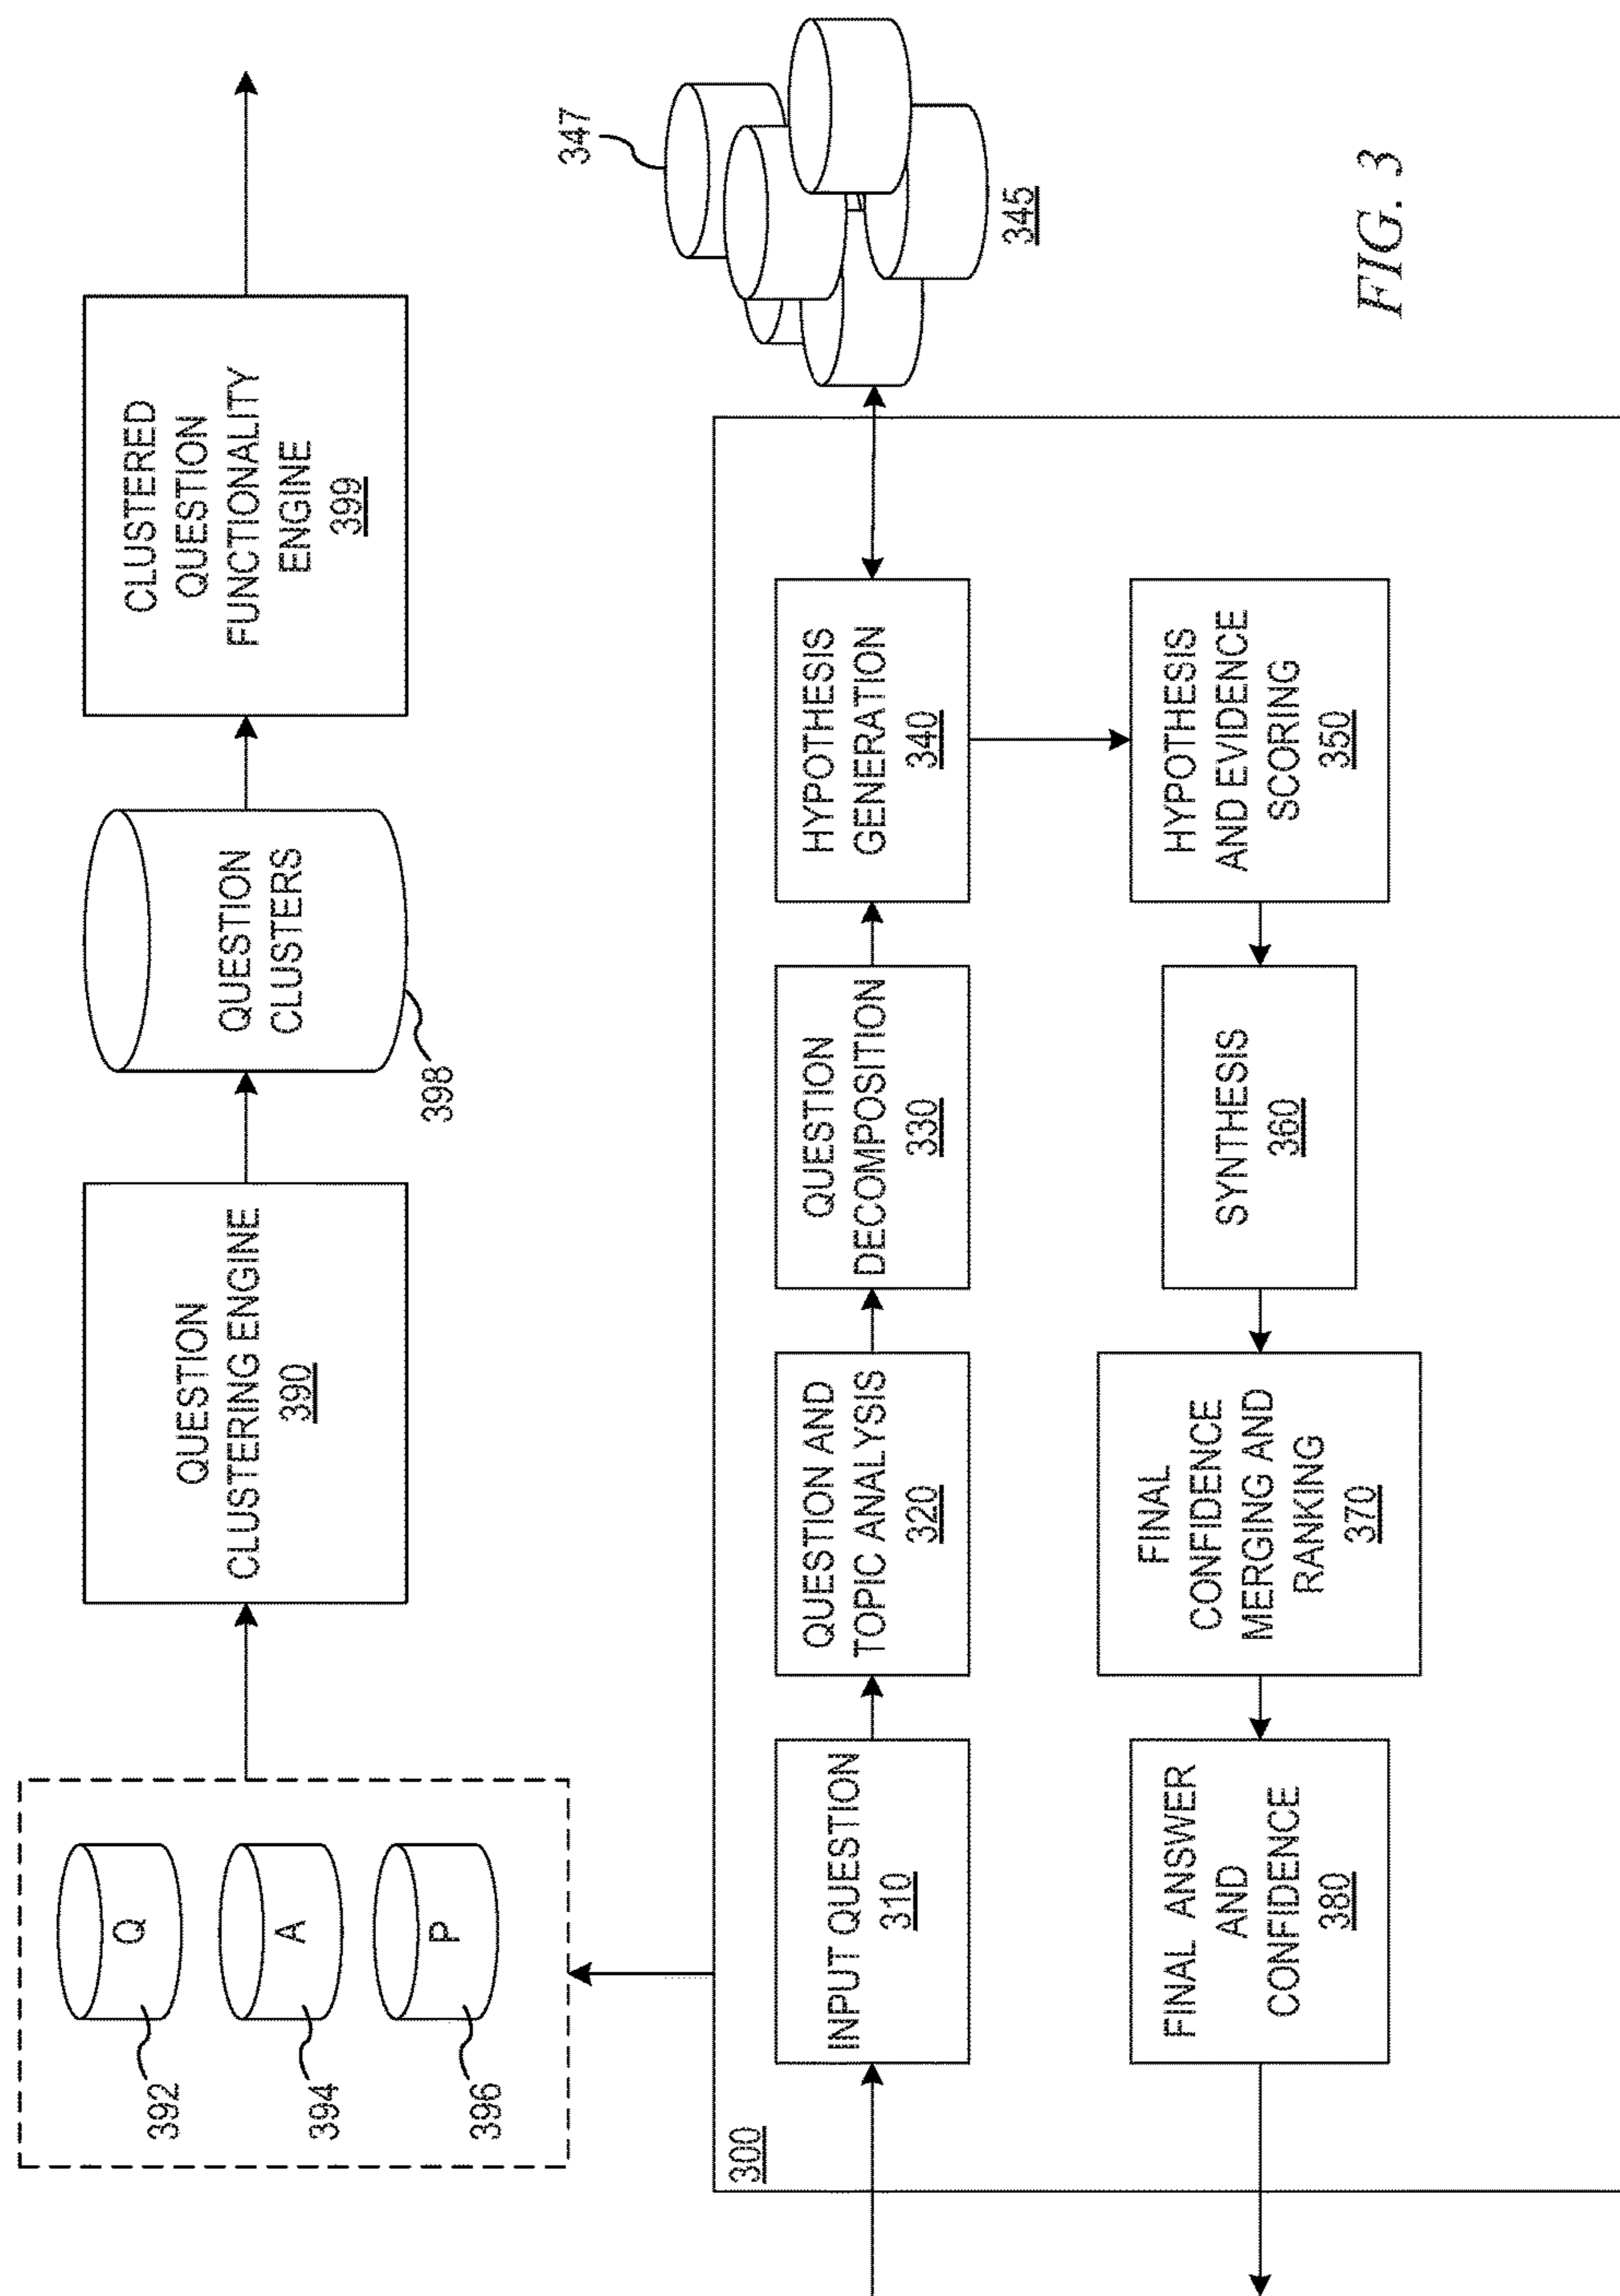 392
Q
394
A
396
P
QUESTION
CLUSTERING ENGINE
390
QUESTION
CLUSTERS
398
CLUSTERED
QUESTION
FUNCTIONALITY
ENGINE
399
300
INPUT QUESTION
310
QUESTION AND
TOPIC ANALYSIS
320
QUESTION
DECOMPOSITION
330
HYPOTHESIS
GENERATION
340
347
345
FINAL ANSWER
AND
CONFIDENCE
380
FINAL
CONFIDENCE
MERGING AND
RANKING
370
SYNTHESIS
360
HYPOTHESIS
AND EVIDENCE
SCORING
350
FIG. 3